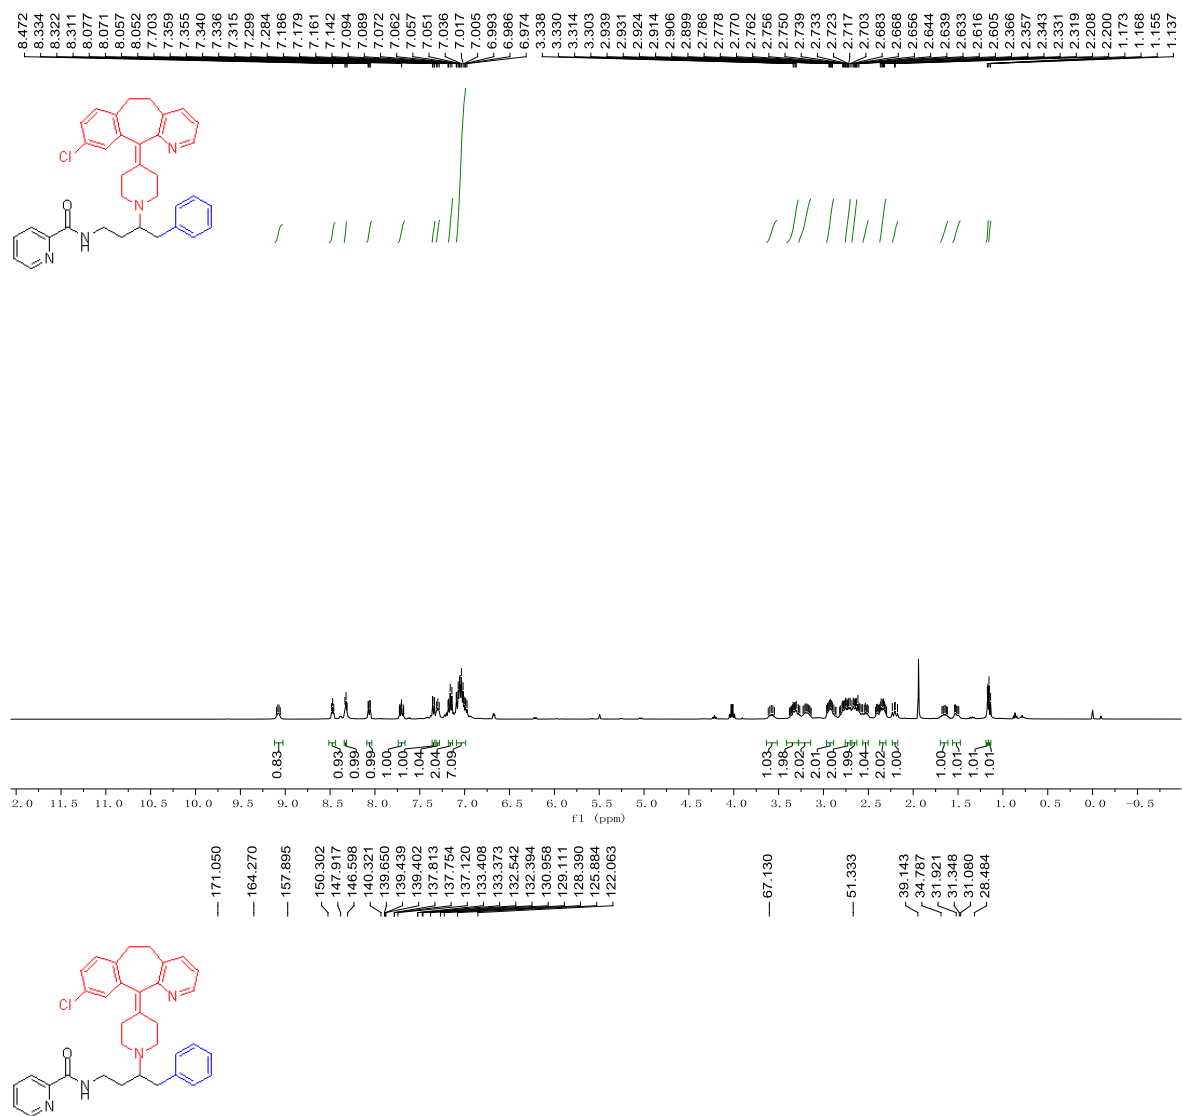 8.472 8.334 8.322 8.311 8.077 8.071 8.057 8.052 7.703 7.359 7.355 7.340 7.336 7.315 7.299 7.284 7.186 7.179 7.161 7.142 7.094 7.089 7.072 7.062 7.057 7.051 7.036 7.017 7.005 6.993 6.986 6.974 3.338 3.330 3.314 3.303 2.939 2.931 2.924 2.914 2.906 2.899 2.786 2.778 2.770 2.762 2.756 2.750 2.739 2.733 2.723 2.717 2.703 2.683 2.668 2.656 2.644 2.639 2.633 2.616 2.605 2.366 2.357 2.343 2.331 2.319 2.208 2.200 1.173 1.168 1.155 1.137
N
Cl
N
O
N
H
N
0.83 0.93 0.99 0.99 1.00 1.00 1.04 2.04 7.09 1.03 1.98 2.02 2.01 2.00 1.99 1.04 2.02 1.00 1.00 1.01 1.01 1.01
2.0 11.5 11.0 10.5 10.0 9.5 9.0 8.5 8.0 7.5 7.0 6.5 6.0 5.5 5.0 4.5 4.0 3.5 3.0 2.5 2.0 1.5 1.0 0.5 0.0 -0.5
f1 (ppm)
171.050 164.270 157.895 150.302 147.917 146.598 140.321 139.650 139.439 139.402 137.813 137.754 137.120 133.408 133.373 132.542 132.394 130.958 129.111 128.390 125.884 122.063 67.130 51.333 39.143 34.787 31.921 31.348 31.080 28.484
N
Cl
N
O
N
H
N